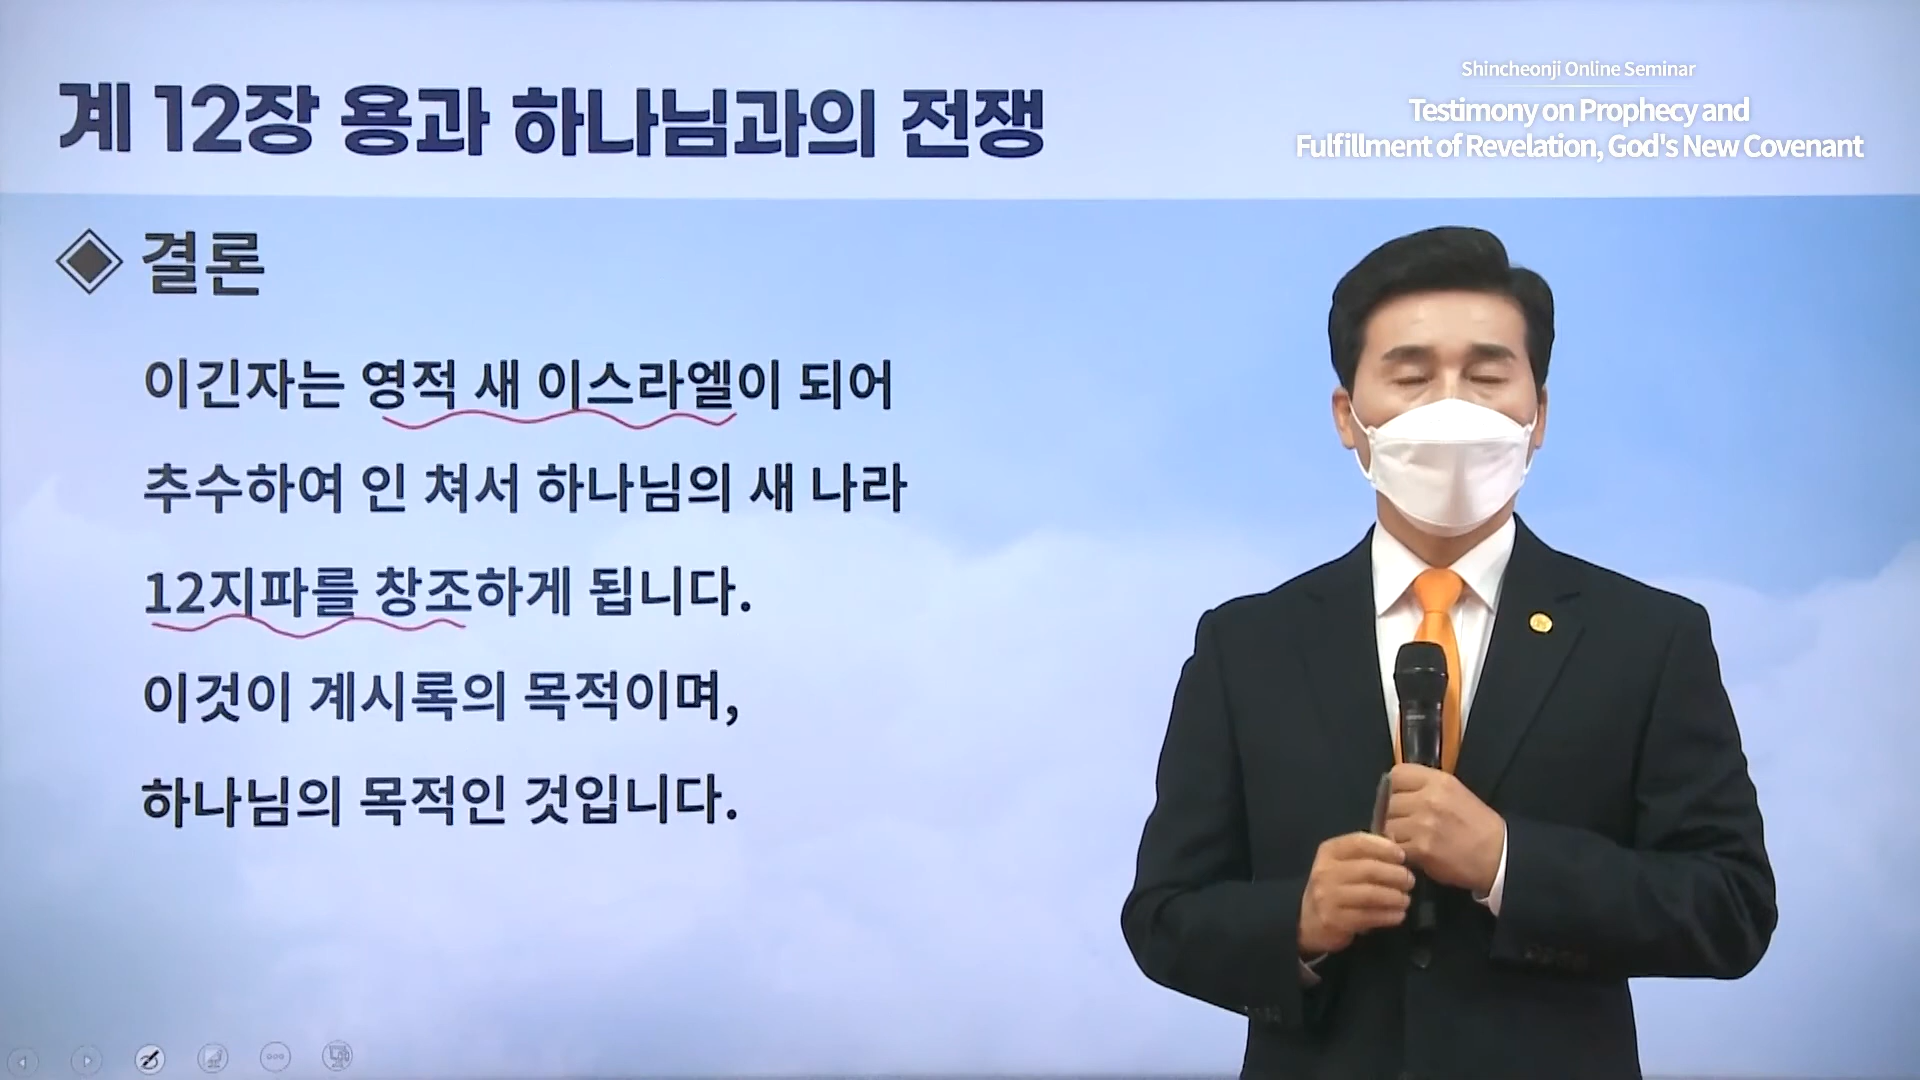 계 12장 용과 하나님과의 전쟁
Shincheonji Online Seminar
Testimony on Prophecy and
Fulfillment of Revelation, God's New Covenant
결론
이긴자는 영적 새 이스라엘이 되어
추수하여 인 쳐서 하나님의 새 나라
12지파를 창조하게 됩니다.
이것이 계시록의 목적이며,
하나님의 목적인 것입니다.